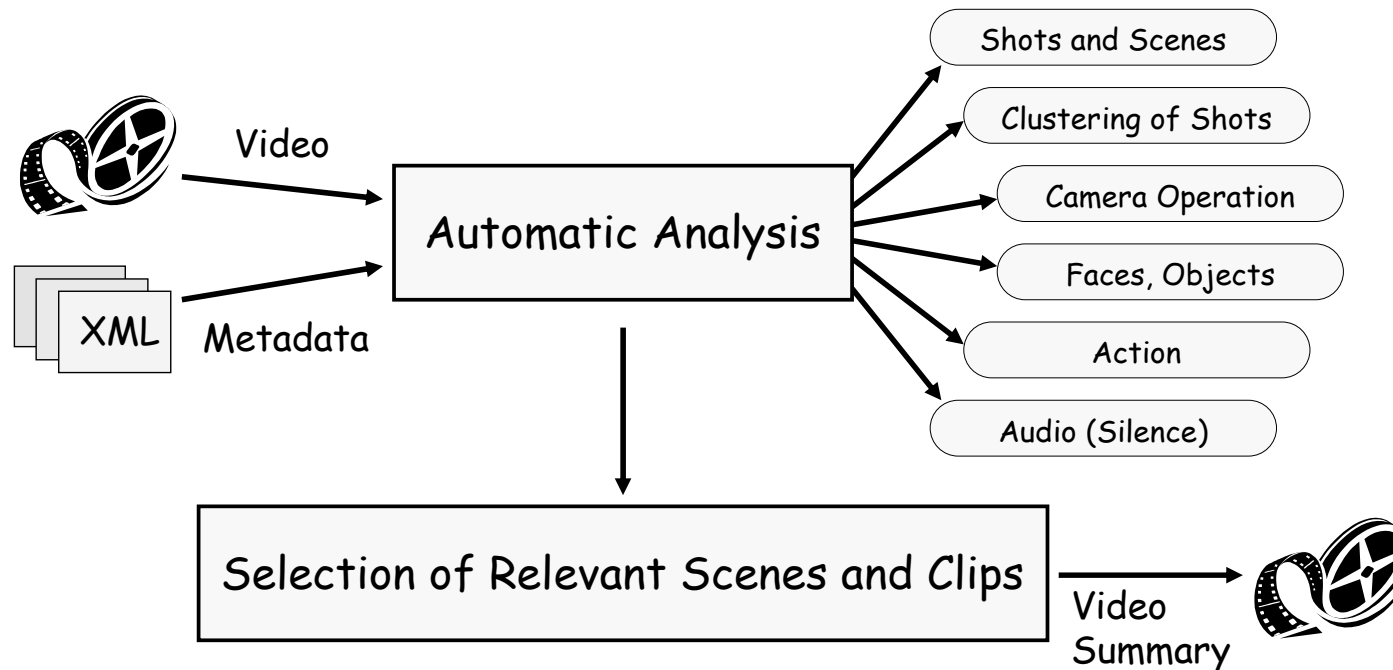 Shots and Scenes
Clustering of Shots
Video
Camera Operation
Automatic Analysis
Faces, Objects
XML
Metadata
Action
Audio (Silence)
Selection of Relevant Scenes and Clips
Video
Summary